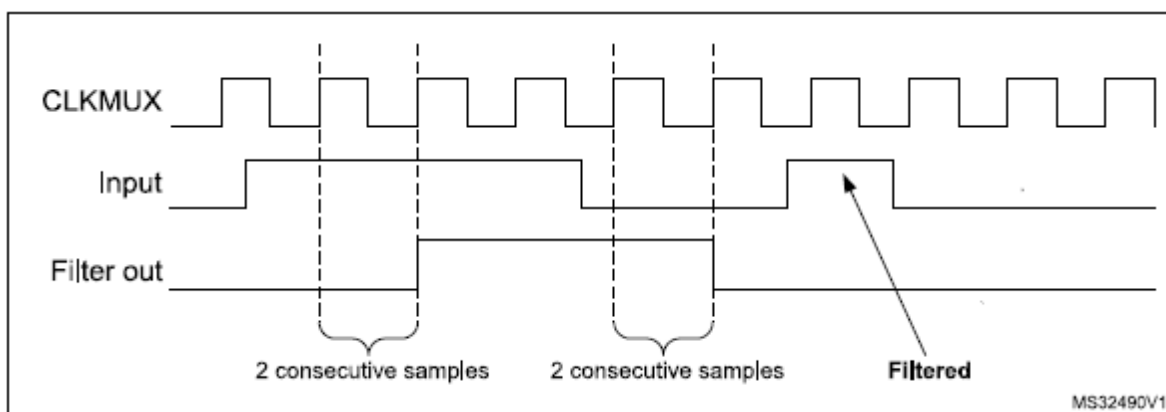 CLKMUX
Input
Filter out
2 consecutive samples
2 consecutive samples
Filtered
MS32490V1